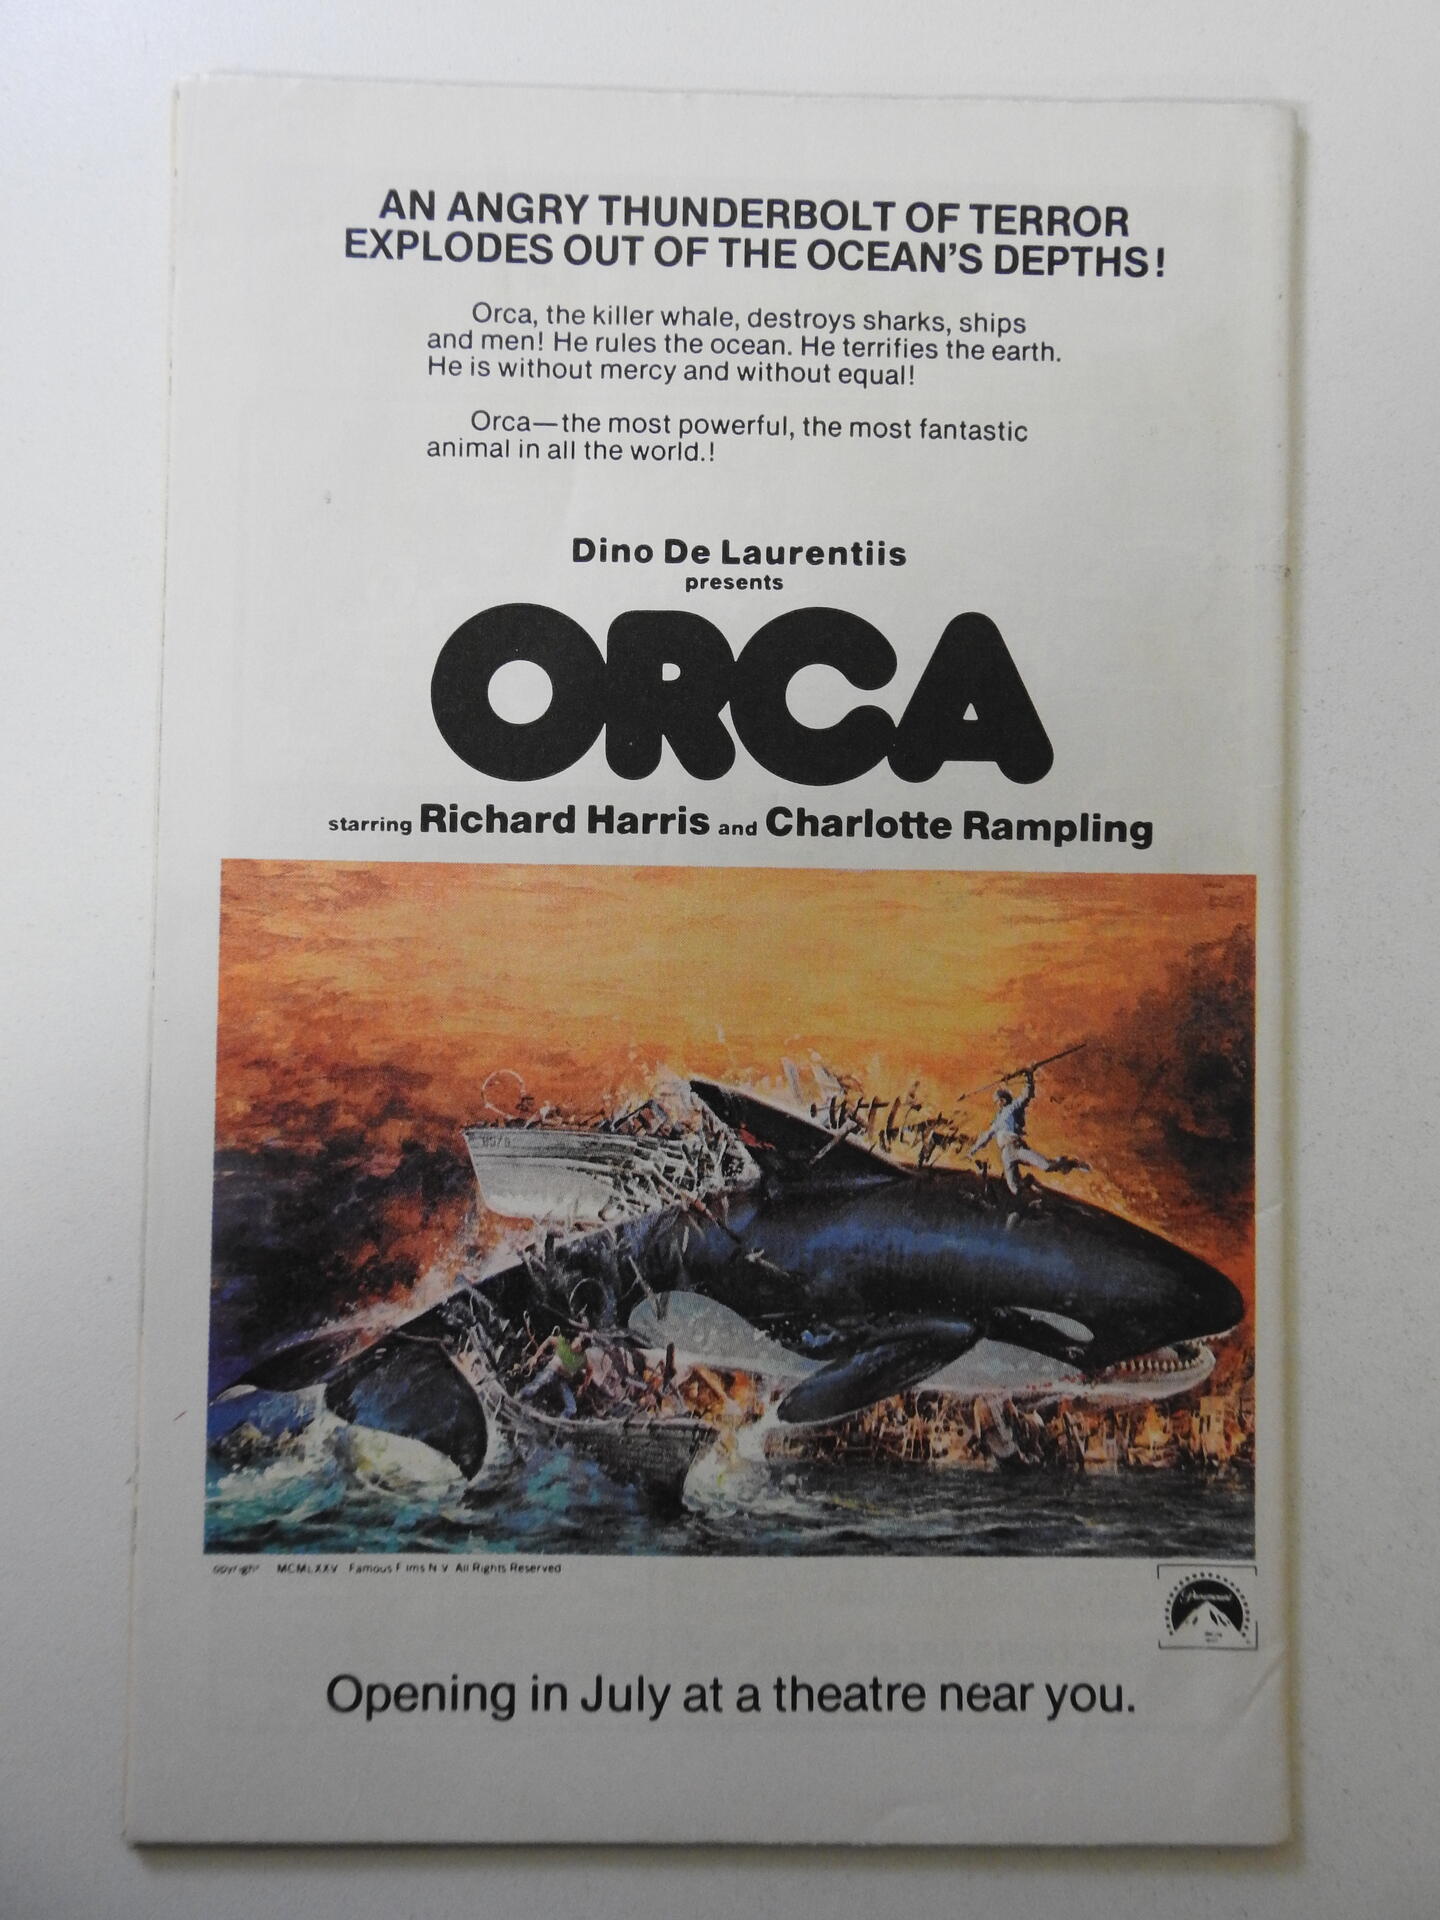 AN ANGRY THUNDERBOLT OF TERROR
EXPLODES OUT OF THE OCEAN'S DEPTHS!
Orca, the killer whale, destroys sharks, ships
and men! He rules the ocean. He terrifies the earth.
He is without mercy and without equal!
Orca—the most powerful, the most fantastic
animal in all the world.!
Dino De Laurentiis
presents
ORCA
starring Richard Harris and Charlotte Rampling
MCMLXXV Famous Films N V All Rights Reserved
Paramount
Opening in July at a theatre near you.